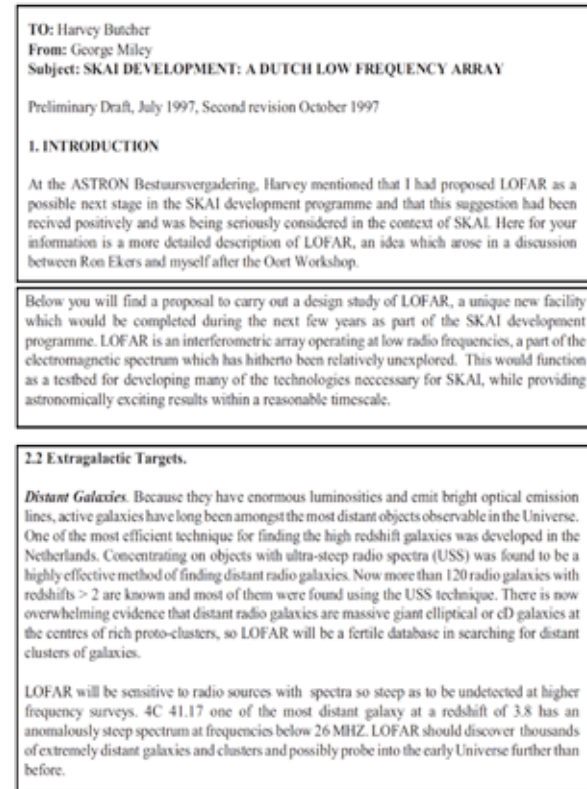 TO: Harvey Butcher
From: George Miley
Subject: SKAI DEVELOPMENT: A DUTCH LOW FREQUENCY ARRAY
Preliminary Draft, July 1997, Second revision October 1997
1. INTRODUCTION
At the ASTRON Bestuursvergadering, Harvey mentioned that I had proposed LOFAR as a
possible next stage in the SKAI development programme and that this suggestion had been
recived positively and was being seriously considered in the context of SKAI. Here for your
information is a more detailed description of LOFAR, an idea which arose in a discussion
between Ron Ekers and myself after the Oort Workshop.
Below you will find a proposal to carry out a design study of LOFAR, a unique new facility
which would be completed during the next few years as part of the SKAI development
programme. LOFAR is an interferometric array operating at low radio frequencies, a part of the
electromagnetic spectrum which has hitherto been relatively unexplored. This would function
as a testbed for developing many of the technologies neccessary for SKAI, while providing
astronomically exciting results within a reasonable timescale.
2.2 Extragalactic Targets.
Distant Galaxies. Because they have enormous luminosities and emit bright optical emission
lines, active galaxies have long been amongst the most distant objects observable in the Universe.
One of the most efficient technique for finding the high redshift galaxies was developed in the
Netherlands. Concentrating on objects with ultra-steep radio spectra (USS) was found to be a
highly effective method of finding distant radio galaxies. Now more than 120 radio galaxies with
redshifts > 2 are known and most of them were found using the USS technique. There is now
overwhelming evidence that distant radio galaxies are massive giant elliptical or cD galaxies at
the centres of rich proto-clusters, so LOFAR will be a fertile database in searching for distant
clusters of galaxies.
LOFAR will be sensitive to radio sources with spectra so steep as to be undetected at higher
frequency surveys. 4C 41.17 one of the most distant galaxy at a redshift of 3.8 has an
anomalously steep spectrum at frequencies below 26 MHZ. LOFAR should discover thousands
of extremely distant galaxies and clusters and possibly probe into the early Universe further than
before.